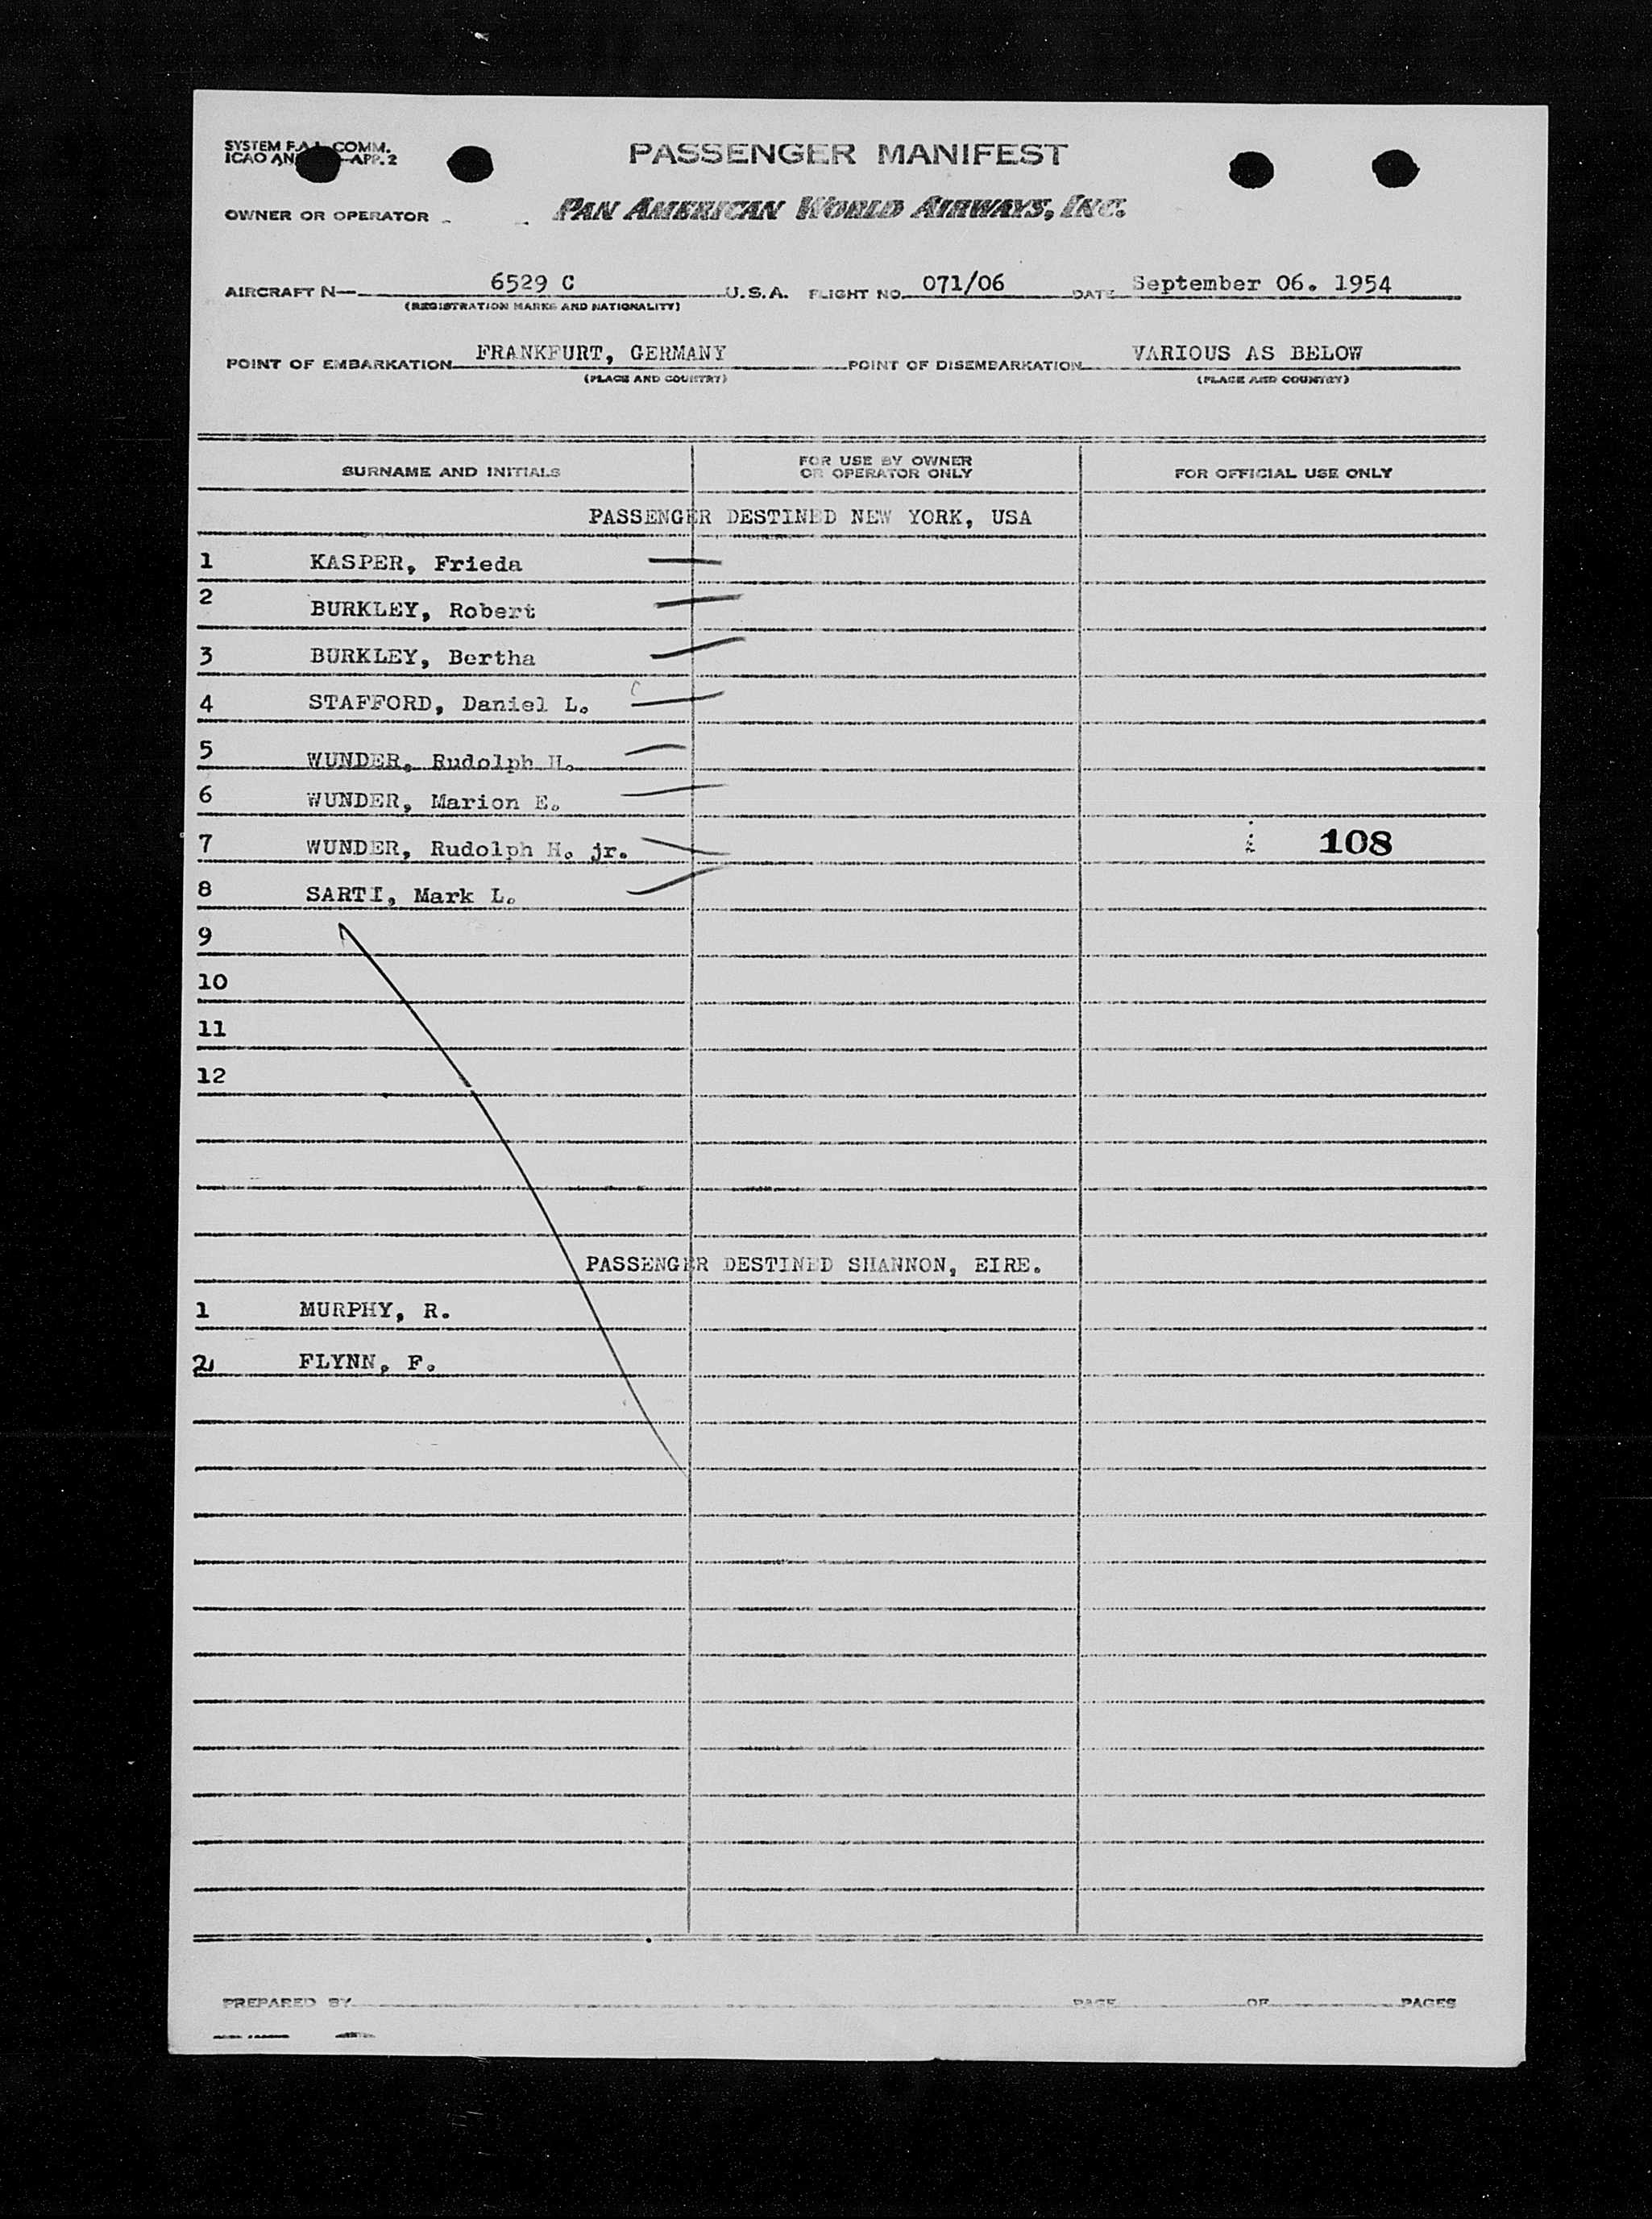 SYSTEM F.A.L. COMM.
ICAO AN APP. 2
PASSENGER MANIFEST
OWNER OR OPERATOR PAN AMERICAN WORLD AIRWAYS, INC.
AIRCRAFT N— 6529 C U.S.A. FLIGHT NO. 071/06 DATE September 06. 1954
(REGISTRATION MARKS AND NATIONALITY)
POINT OF EMBARKATION FRANKFURT, GERMANY POINT OF DISEMBARKATION VARIOUS AS BELOW
(PLACE AND COUNTRY) (PLACE AND COUNTRY)
SURNAME AND INITIALS FOR USE BY OWNER OR OPERATOR ONLY FOR OFFICIAL USE ONLY
PASSENGER DESTINED NEW YORK, USA
1 KASPER, Frieda
2 BURKLEY, Robert
3 BURKLEY, Bertha
4 STAFFORD, Daniel L.
5 WUNDER, Rudolph H.
6 WUNDER, Marion E.
7 WUNDER, Rudolph H. jr. 108
8 SARTI, Mark L.
9
10
11
12
PASSENGER DESTINED SHANNON, EIRE.
1 MURPHY, R.
2 FLYNN, F.
PREPARED BY PAGE OF PAGES